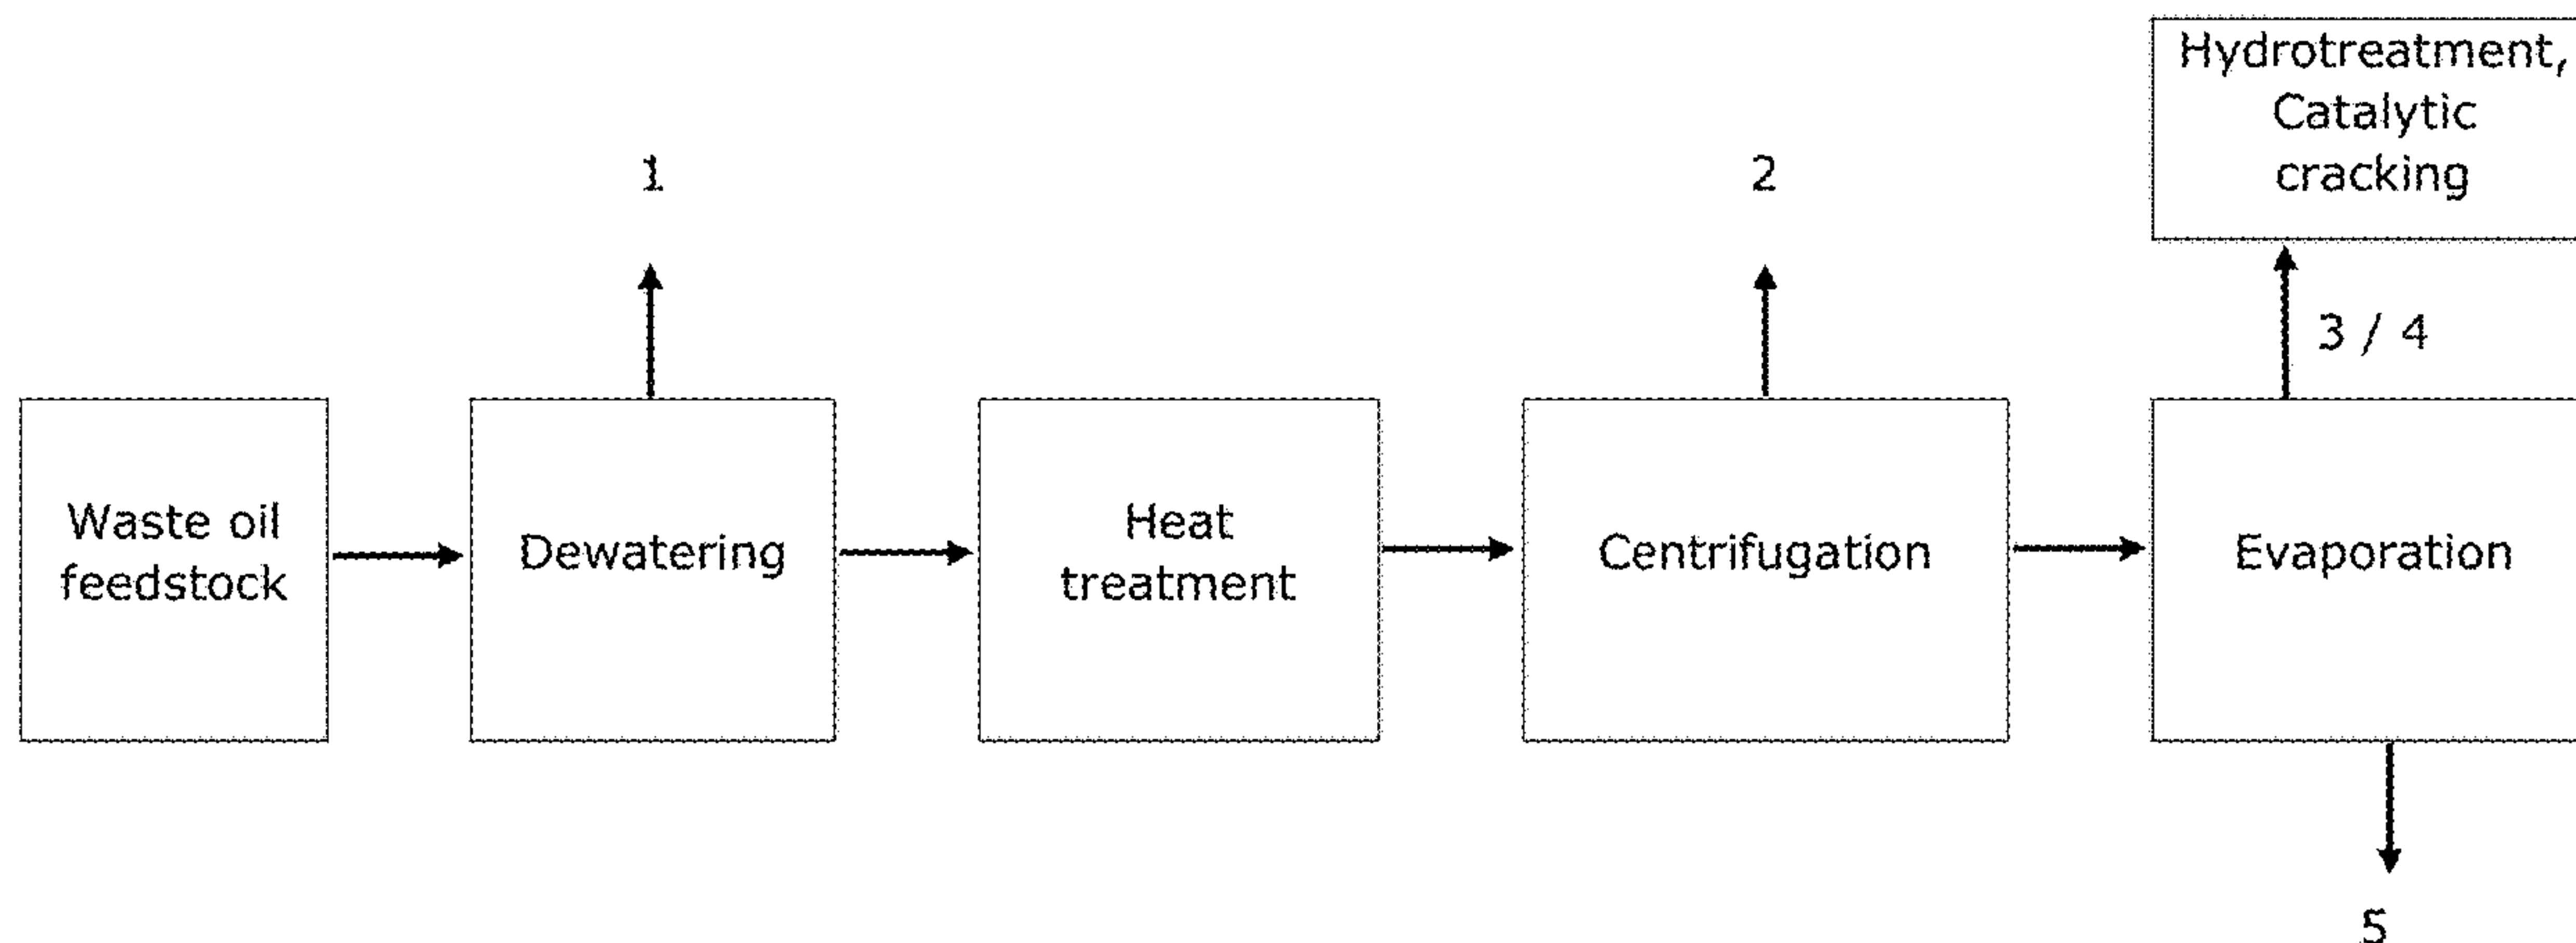 Hydrotreatment,
Catalytic
cracking
1
2
3 / 4
Waste oil
feedstock
Dewatering
Heat
treatment
Centrifugation
Evaporation
5